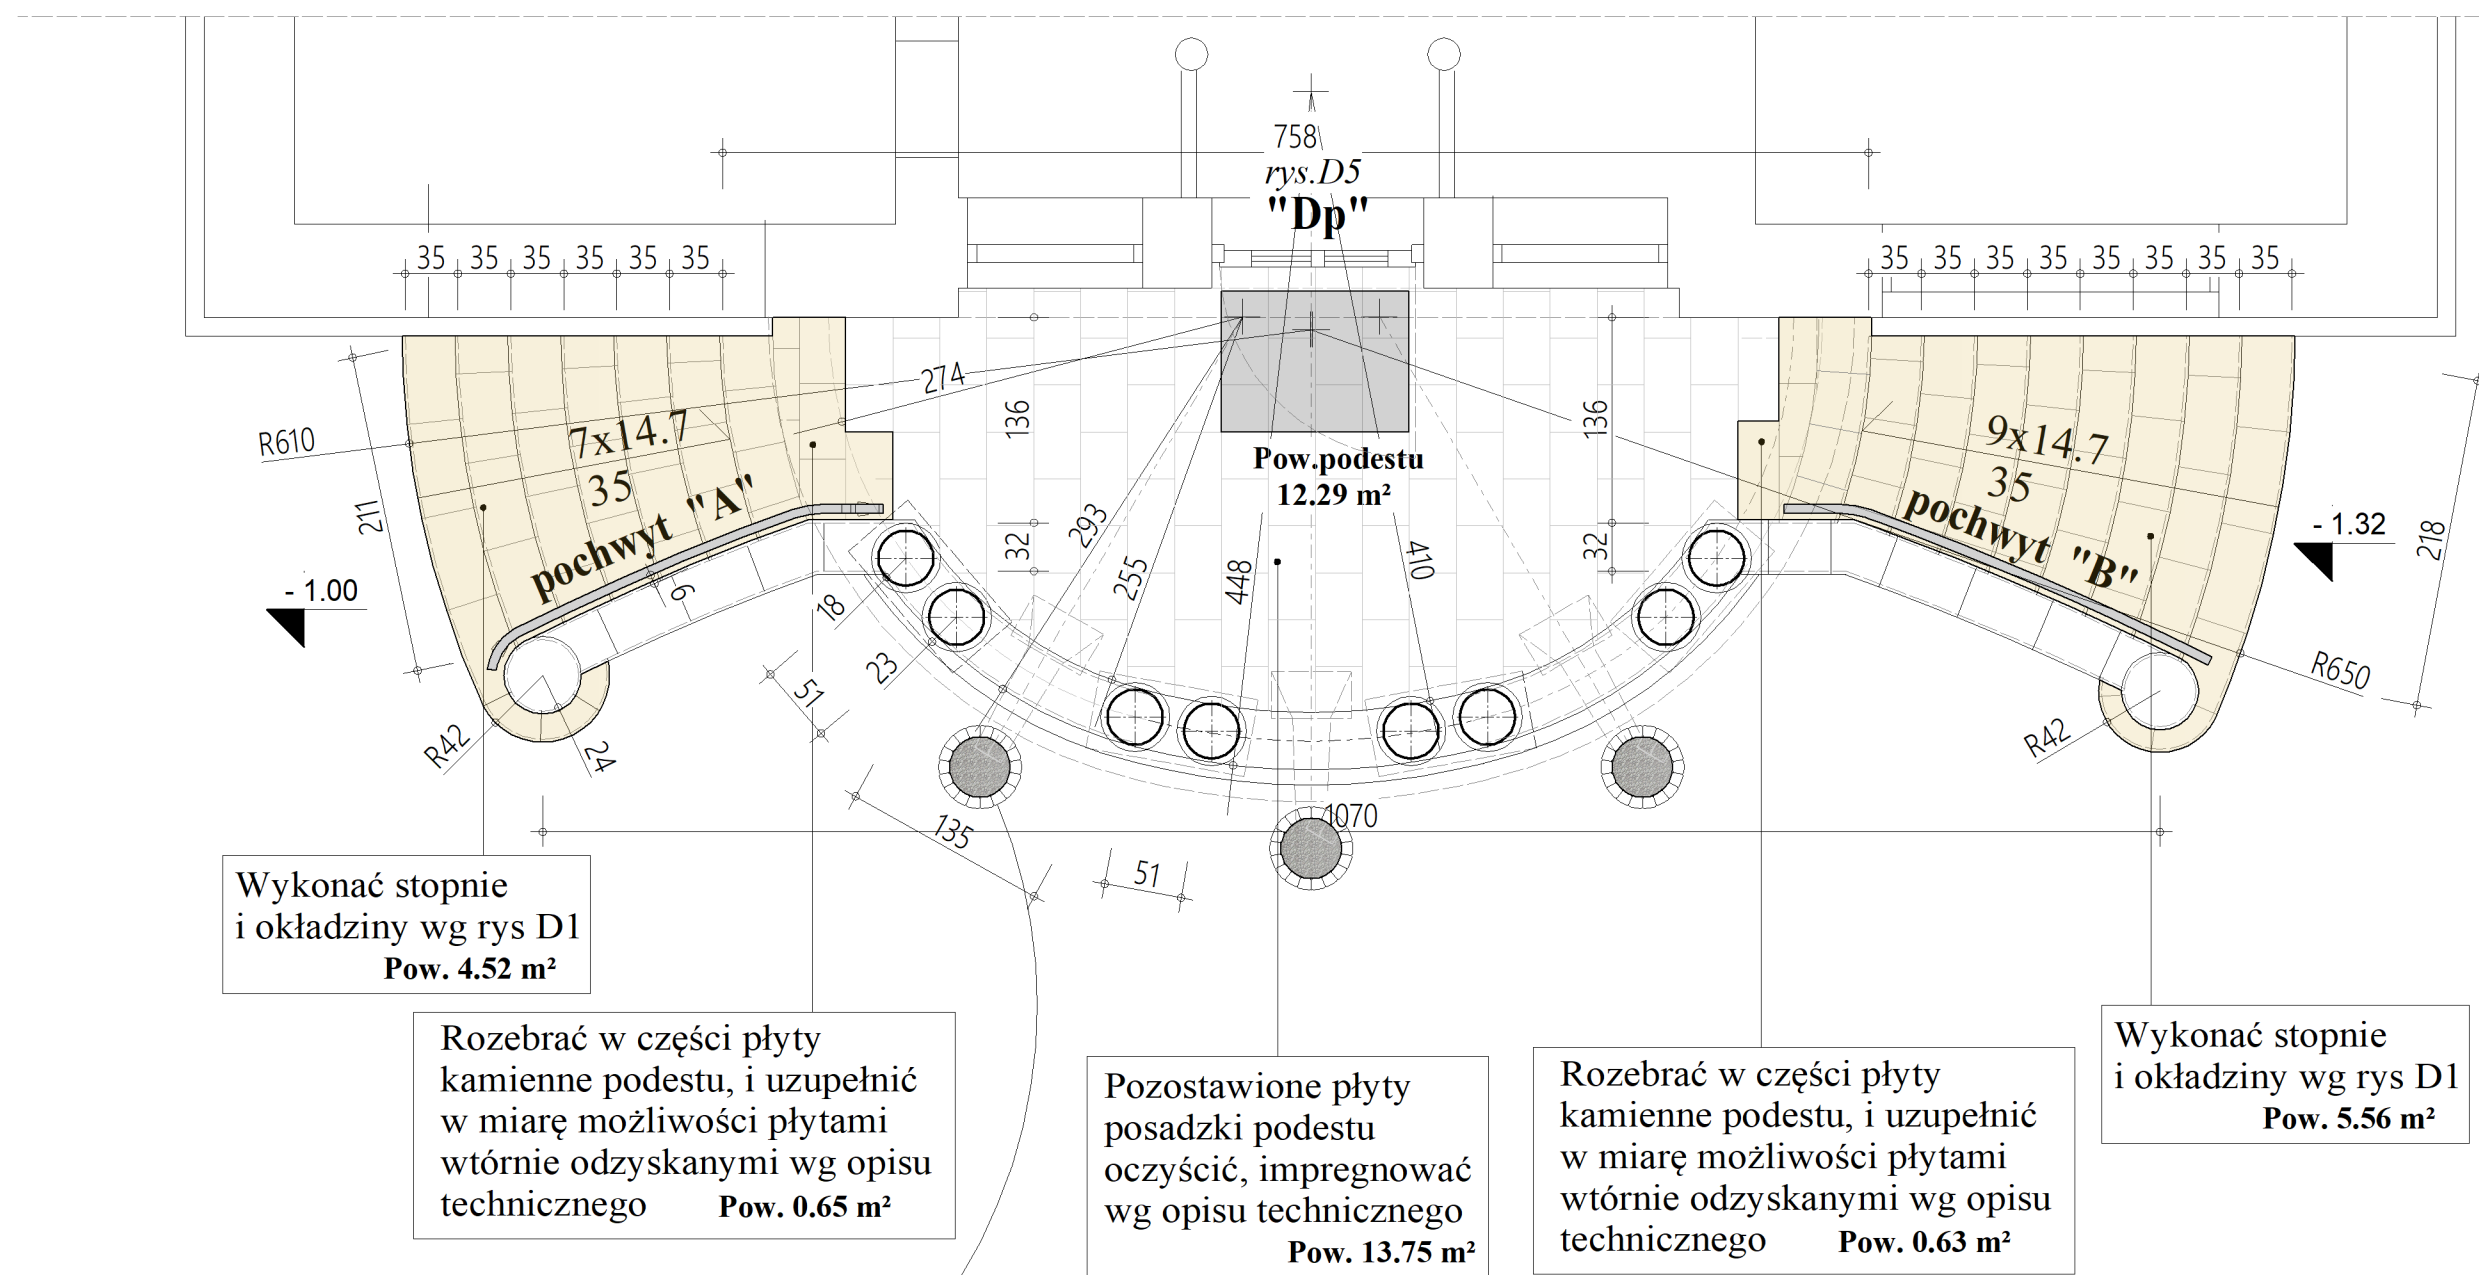 758
rys.D5
"Dp"
35 35 35 35 35 35
35 35 35 35 35 35 35 35
274
136
136
R610
7x14.7
35
pochwyt "A"
9x14.7
35
pochwyt "B"
Pow.podestu
12.29 m²
211
293
255
448
410
32
32
- 1.32
218
- 1.00
6
18
23
51
R42
24
R650
R42
1070
135
51
Wykonać stopnie
i okładziny wg rys D1
Pow. 4.52 m²
Rozebrać w części płyty
kamienne podestu, i uzupełnić
w miarę możliwości płytami
wtórnie odzyskanymi wg opisu
technicznego Pow. 0.65 m²
Pozostawione płyty
posadzki podestu
oczyścić, impregnować
wg opisu technicznego
Pow. 13.75 m²
Rozebrać w części płyty
kamienne podestu, i uzupełnić
w miarę możliwości płytami
wtórnie odzyskanymi wg opisu
technicznego Pow. 0.63 m²
Wykonać stopnie
i okładziny wg rys D1
Pow. 5.56 m²